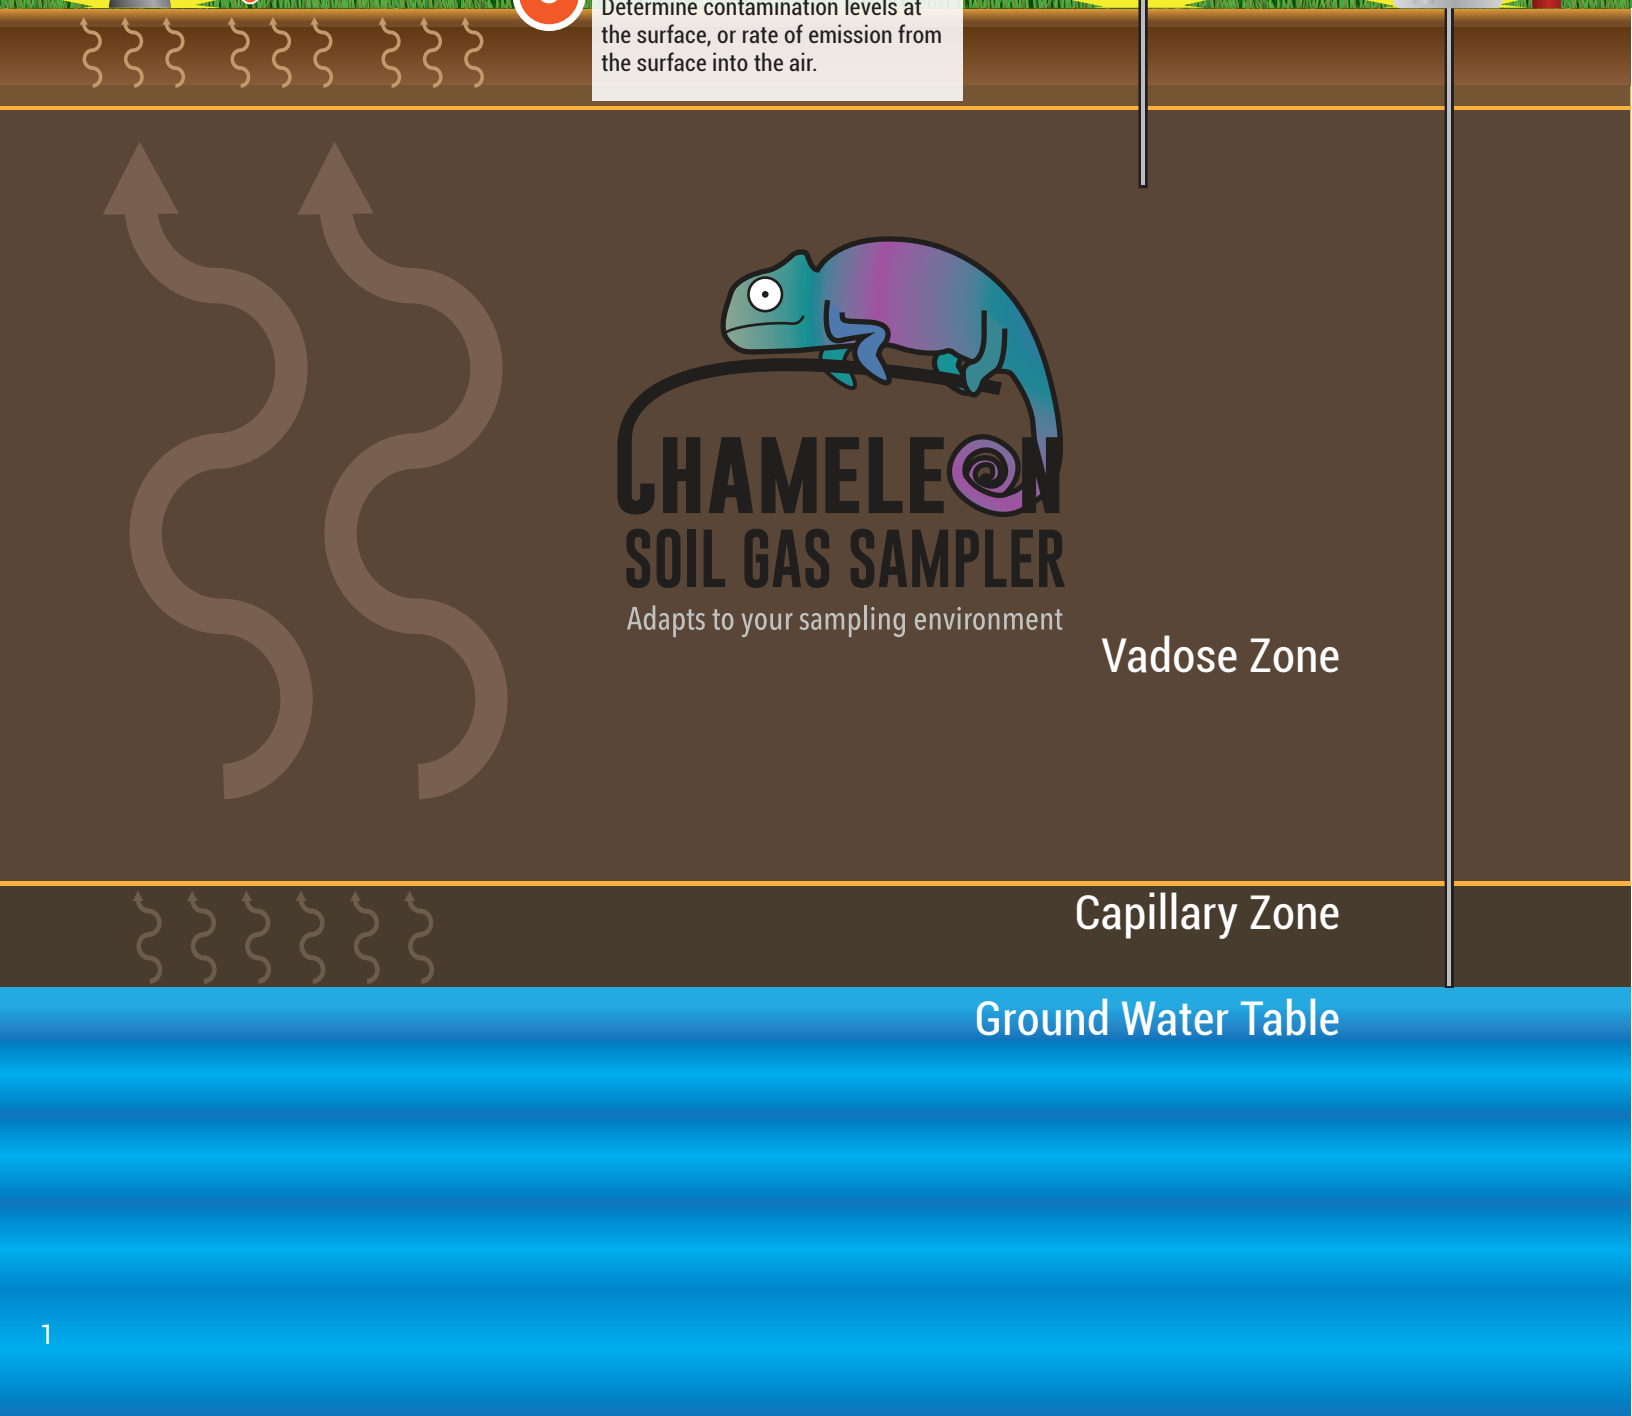 Determine contamination levels at
the surface, or rate of emission from
the surface into the air.
CHAMELEON
SOIL GAS SAMPLER
Adapts to your sampling environment
Vadose Zone
Capillary Zone
Ground Water Table
1